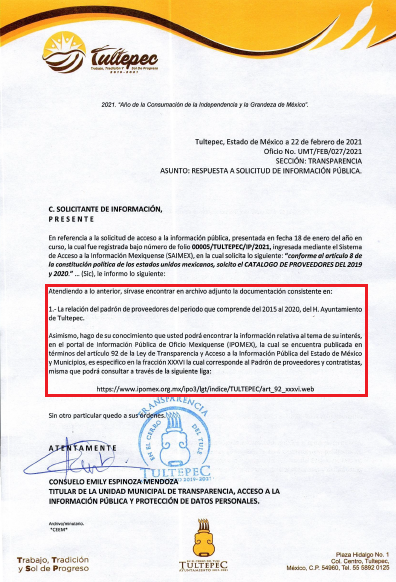 Tultepec
Trabajo, Tradición Y Sol De Progreso
2019-2021
2021. "Año de la Consumación de la Independencia y la Grandeza de México".
Tultepec, Estado de México a 22 de febrero de 2021
Oficio No. UMT/FEB/027/2021
SECCIÓN: TRANSPARENCIA
ASUNTO: RESPUESTA A SOLICITUD DE INFORMACIÓN PÚBLICA.
C. SOLICITANTE DE INFORMACIÓN,
P R E S E N T E
En referencia a la solicitud de acceso a la información pública, presentada en fecha 18 de enero del año en
curso, la cual fue registrada bajo número de folio 00005/TULTEPEC/IP/2021, ingresada mediante el Sistema
de Acceso a la Información Mexiquense (SAIMEX), en la cual solicita lo siguiente: "conforme al artículo 8 de
la constitución política de los estados unidos mexicanos, solicito el CATALOGO DE PROVEEDORES DEL 2019
y 2020." ... (Sic), le informo lo siguiente:
Atendiendo a lo anterior, sírvase encontrar en archivo adjunto la documentación consistente en:
1.- La relación del padrón de proveedores del periodo que comprende del 2015 al 2020, del H. Ayuntamiento
de Tultepec.
Asimismo, hago de su conocimiento que usted podrá encontrar la información relativa al tema de su interés,
en el portal de Información Pública de Oficio Mexiquense (IPOMEX), la cual se encuentra publicada en
términos del artículo 92 de la Ley de Transparencia y Acceso a la Información Pública del Estado de México
y Municipios, es específico en la fracción XXXVI la cual corresponde al Padrón de proveedores y contratistas,
misma que podrá consultar a través de la siguiente liga:
https://www.ipomex.org.mx/ipo3/lgt/indice/TULTEPEC/art_92_xxxvi.web
Sin otro particular quedo a sus órdenes.
TRANSPARENCIA
EN EL CERRO DEL TULE
TULTEPEC
2019-2021
A T E N T A M E N T E
CONSUELO EMILY ESPINOZA MENDOZA
TITULAR DE LA UNIDAD MUNICIPAL DE TRANSPARENCIA, ACCESO A LA
INFORMACIÓN PÚBLICA Y PROTECCIÓN DE DATOS PERSONALES.
Archivo/minutario.
*CEEM*
Trabajo, Tradición
y Sol de Progreso
TULTEPEC
Plaza Hidalgo No. 1
Col. Centro, Tultepec,
México, C.P. 54960, Tel. 55 5892 0125